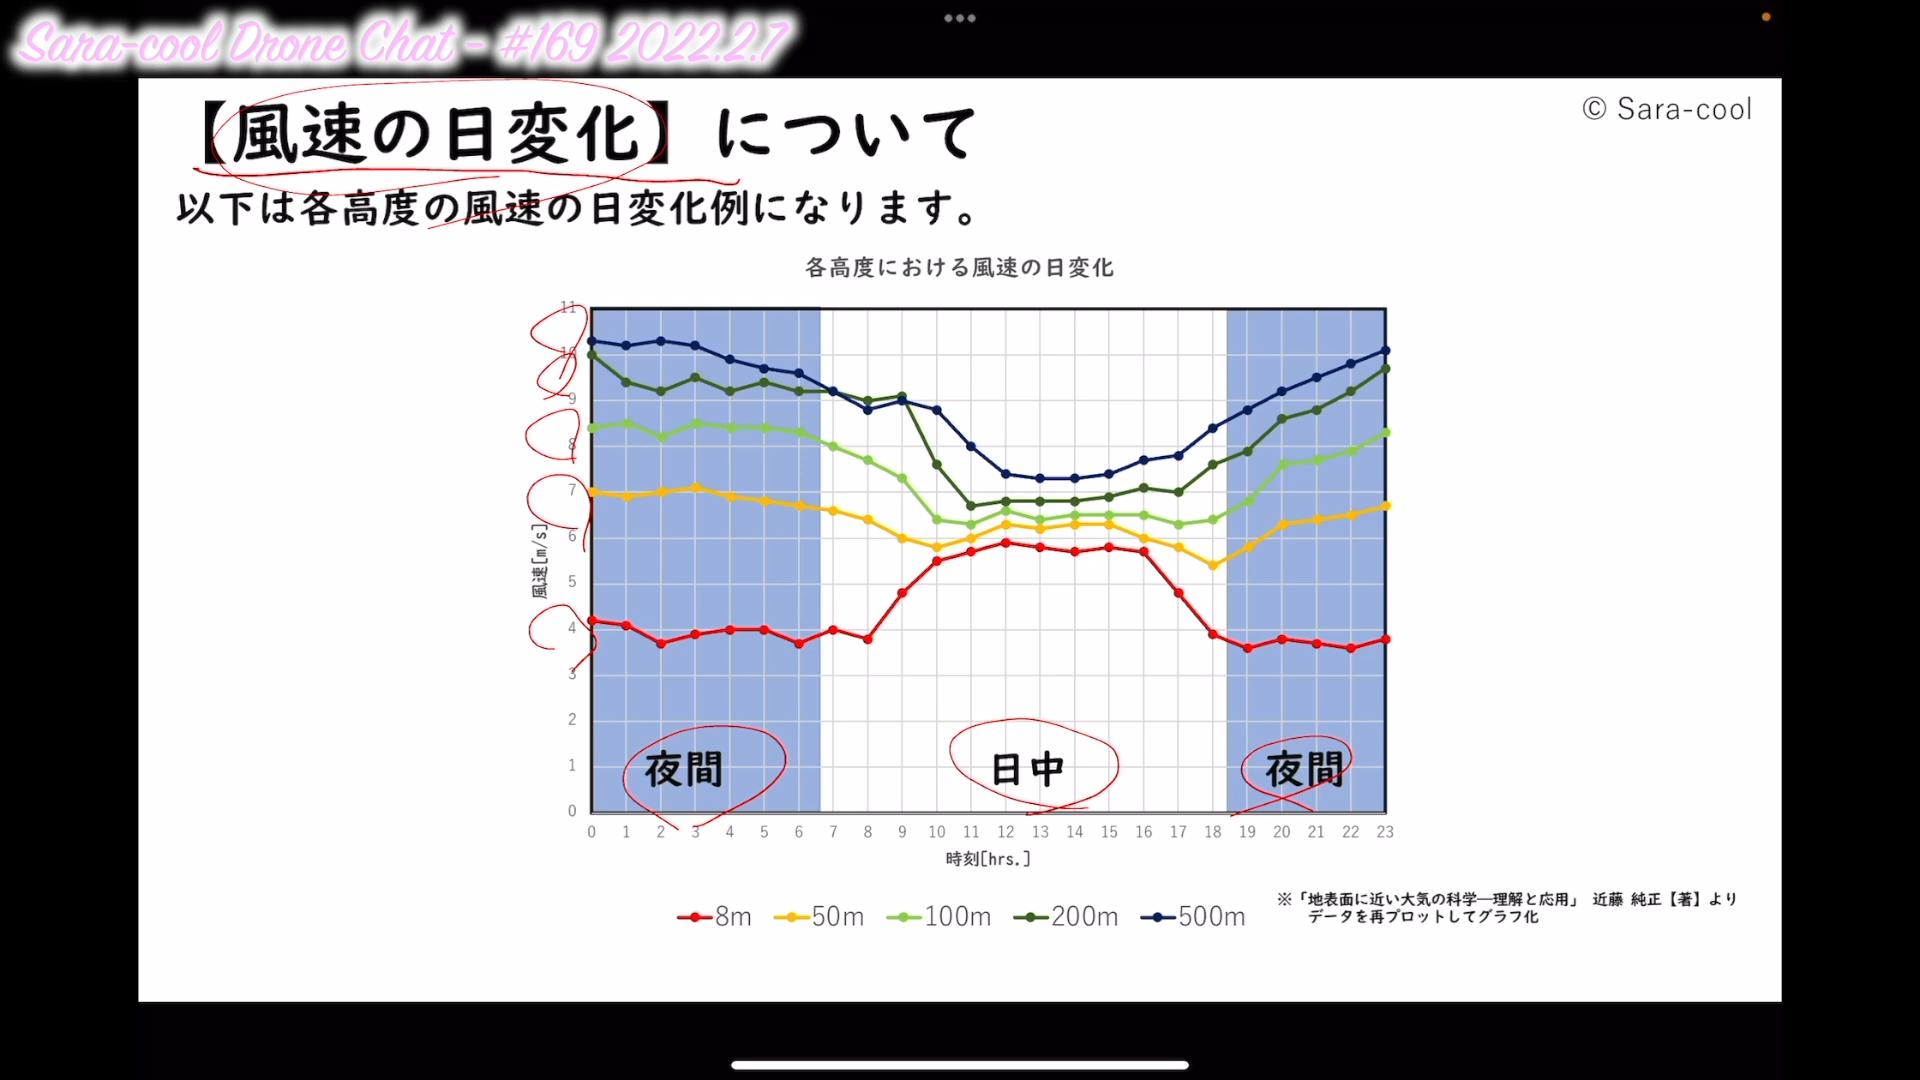 Sara-cool Drone Chat - #169 2022.2.7
© Sara-cool
【風速の日変化】について
以下は各高度の風速の日変化例になります。
各高度における風速の日変化
11
10
9
8
7
6
5
4
3
2
1
0
風速[m/s]
夜間 日中 夜間
0 1 2 3 4 5 6 7 8 9 10 11 12 13 14 15 16 17 18 19 20 21 22 23
時刻[hrs.]
8m 50m 100m 200m 500m
※「地表面に近い大気の科学―理解と応用」 近藤 純正【著】より
データを再プロットしてグラフ化